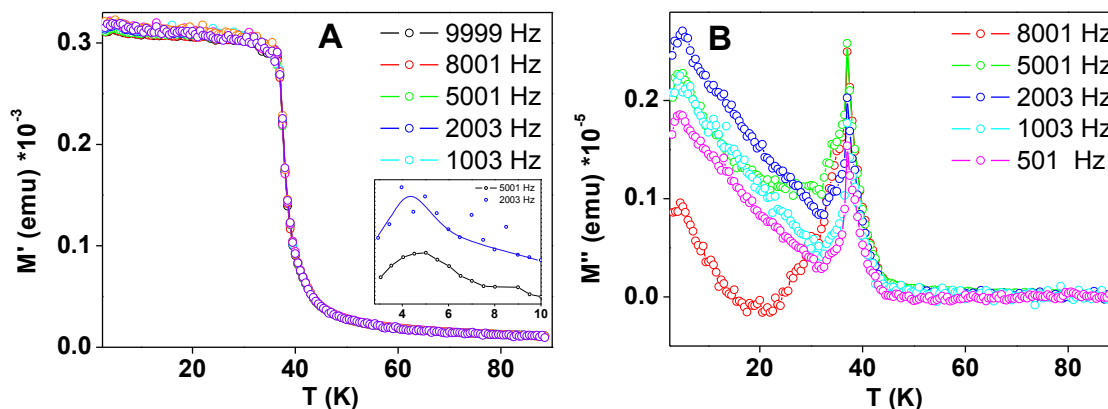 A
0.3
0.2
0.1
0.0
M' (emu) *10-3
20 40 60 80
T (K)
9999 Hz
8001 Hz
5001 Hz
2003 Hz
1003 Hz
5001 Hz
2003 Hz
4 6 8 10
B
0.2
0.1
0.0
M'' (emu) *10-5
20 40 60 80
T (K)
8001 Hz
5001 Hz
2003 Hz
1003 Hz
501 Hz